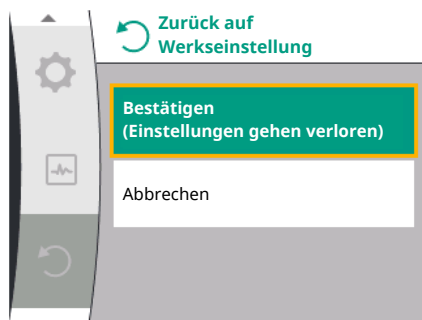 Zurück auf
Werkseinstellung
Bestätigen
(Einstellungen gehen verloren)
Abbrechen